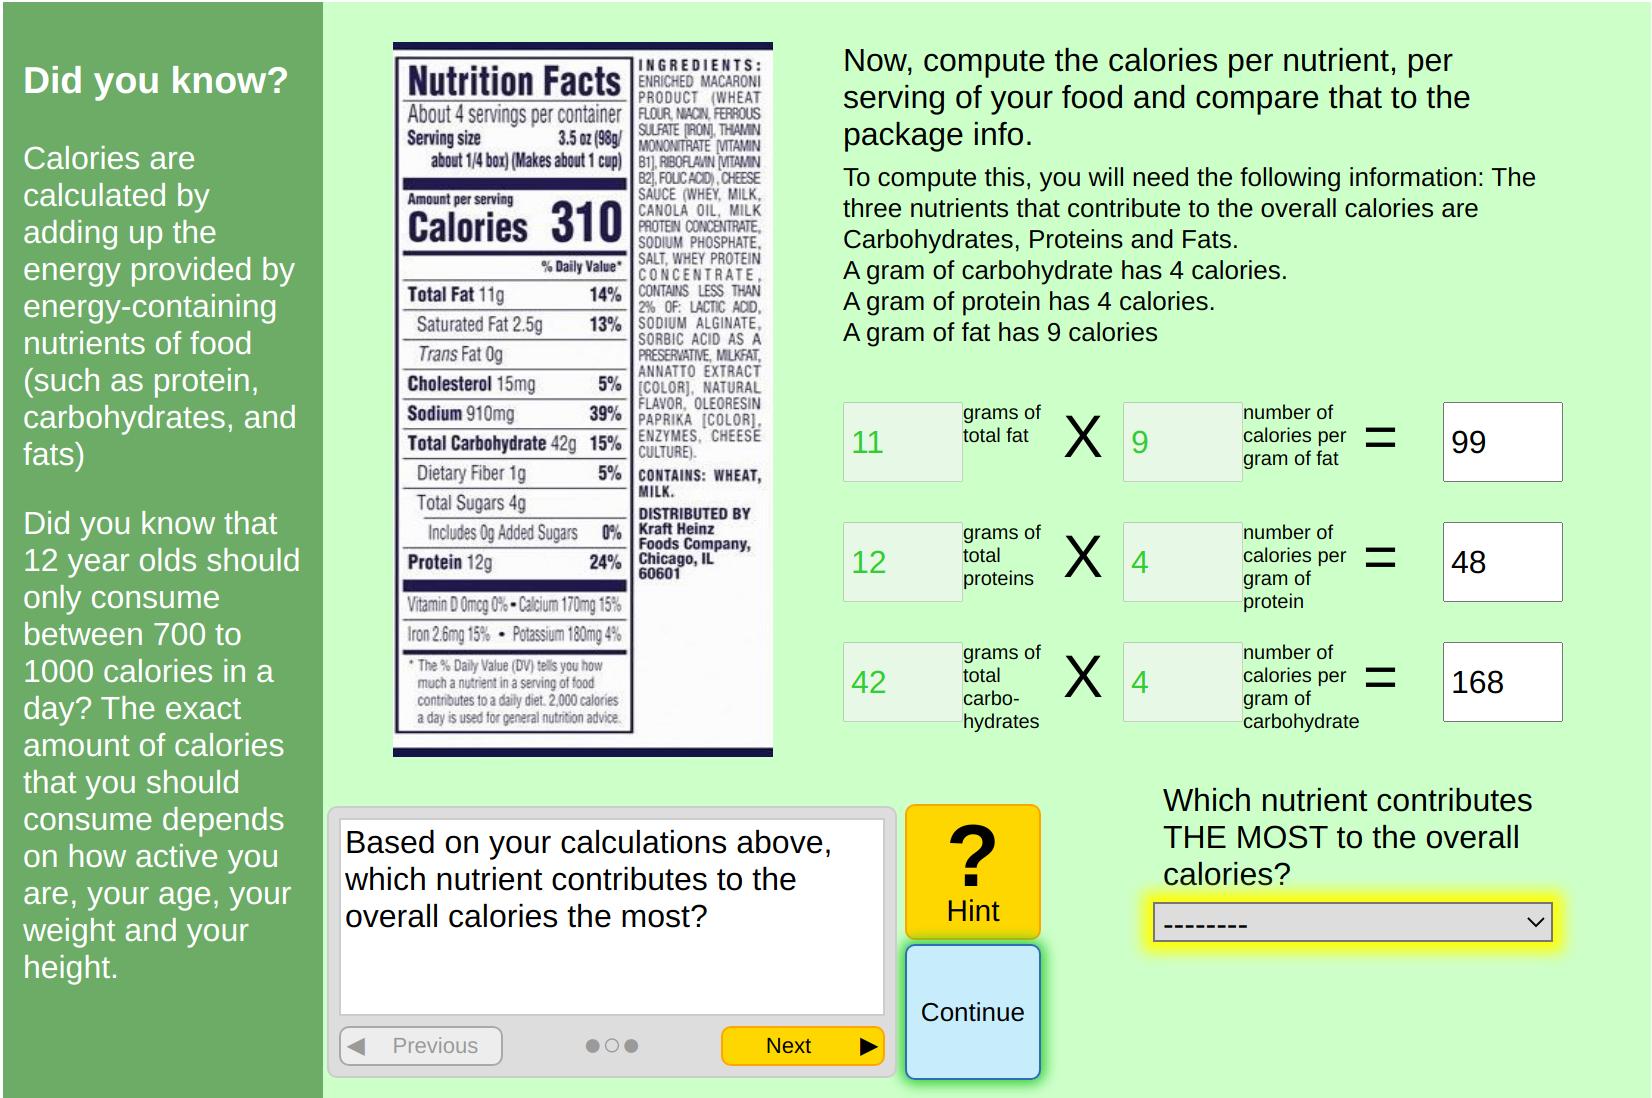 Did you know?
Calories are
calculated by
adding up the
energy provided by
energy-containing
nutrients of food
(such as protein,
carbohydrates, and
fats)
Did you know that
12 year olds should
only consume
between 700 to
1000 calories in a
day? The exact
amount of calories
that you should
consume depends
on how active you
are, your age, your
weight and your
height.
Nutrition Facts
About 4 servings per container
Serving size 3.5 oz (98g/
about 1/4 box) (Makes about 1 cup)
Amount per serving
Calories 310
% Daily Value*
Total Fat 11g 14%
Saturated Fat 2.5g 13%
Trans Fat 0g
Cholesterol 15mg 5%
Sodium 910mg 39%
Total Carbohydrate 42g 15%
Dietary Fiber 1g 5%
Total Sugars 4g
Includes 0g Added Sugars 0%
Protein 12g 24%
Vitamin D 0mcg 0% • Calcium 170mg 15%
Iron 2.6mg 15% • Potassium 180mg 4%
* The % Daily Value (DV) tells you how
much a nutrient in a serving of food
contributes to a daily diet. 2,000 calories
a day is used for general nutrition advice.
INGREDIENTS:
ENRICHED MACARONI
PRODUCT (WHEAT
FLOUR, NIACIN, FERROUS
SULFATE [IRON], THIAMIN
MONONITRATE [VITAMIN
B1], RIBOFLAVIN [VITAMIN
B2], FOLIC ACID), CHEESE
SAUCE (WHEY, MILK,
CANOLA OIL, MILK
PROTEIN CONCENTRATE,
SODIUM PHOSPHATE,
SALT, WHEY PROTEIN
CONCENTRATE,
CONTAINS LESS THAN
2% OF: LACTIC ACID,
SODIUM ALGINATE,
SORBIC ACID AS A
PRESERVATIVE, MILKFAT,
ANNATTO EXTRACT
[COLOR], NATURAL
FLAVOR, OLEORESIN
PAPRIKA [COLOR],
ENZYMES, CHEESE
CULTURE).
CONTAINS: WHEAT,
MILK.
DISTRIBUTED BY
Kraft Heinz
Foods Company,
Chicago, IL
60601
Now, compute the calories per nutrient, per
serving of your food and compare that to the
package info.
To compute this, you will need the following information: The
three nutrients that contribute to the overall calories are
Carbohydrates, Proteins and Fats.
A gram of carbohydrate has 4 calories.
A gram of protein has 4 calories.
A gram of fat has 9 calories
11
grams of
total fat
X
9
number of
calories per
gram of fat
=
99
12
grams of
total
proteins
X
4
number of
calories per
gram of
protein
=
48
42
grams of
total
carbo-
hydrates
X
4
number of
calories per
gram of
carbohydrate
=
168
Based on your calculations above,
which nutrient contributes to the
overall calories the most?
Previous
Next
?
Hint
Continue
Which nutrient contributes
THE MOST to the overall
calories?
--------